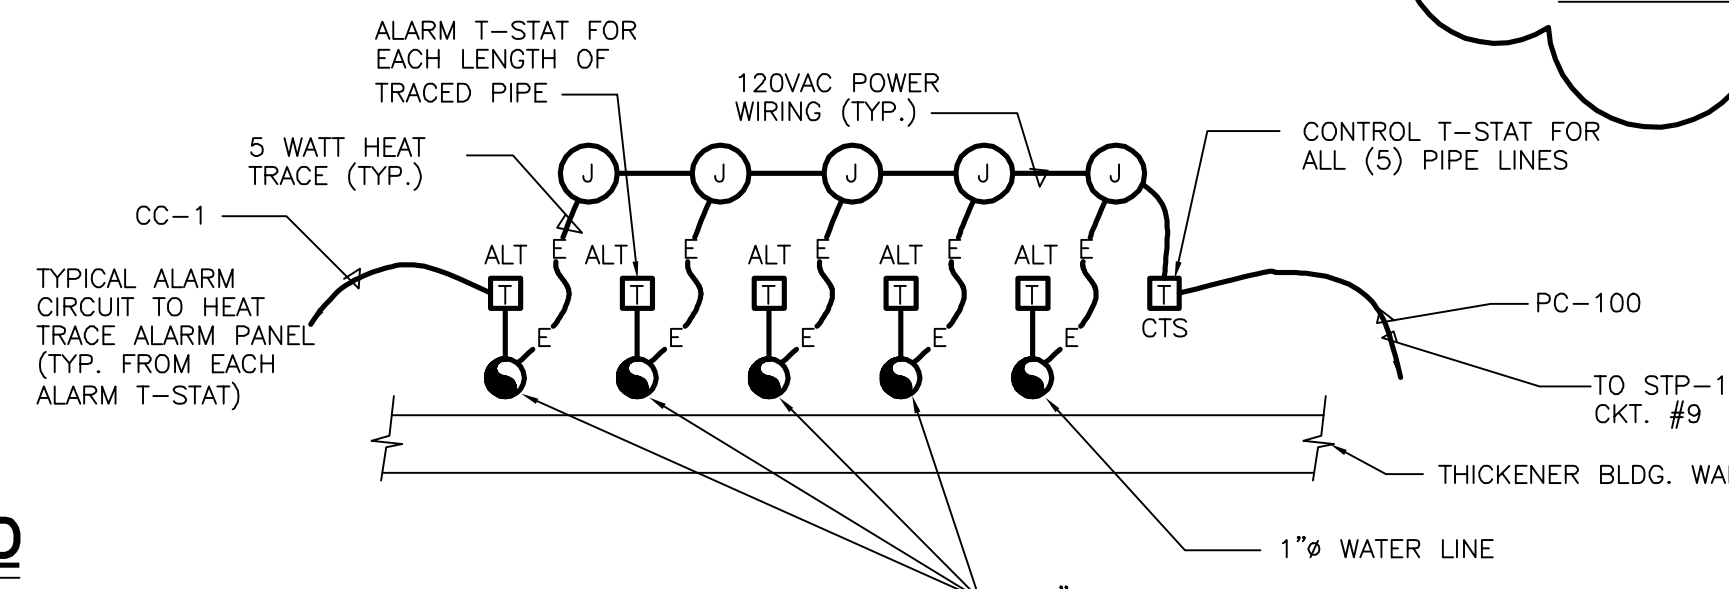 ALARM T-STAT FOR
EACH LENGTH OF
TRACED PIPE
120VAC POWER
WIRING (TYP.)
CONTROL T-STAT FOR
ALL (5) PIPE LINES
5 WATT HEAT
TRACE (TYP.)
J
J
J
J
J
CC-1
TYPICAL ALARM
CIRCUIT TO HEAT
TRACE ALARM PANEL
(TYP. FROM EACH
ALARM T-STAT)
ALT
ALT
ALT
ALT
ALT
E
E
E
E
E
T
T
T
T
T
T
CTS
E
E
E
E
E
PC-100
TO STP-1
CKT. #9
THICKENER BLDG.
1"ø WATER LINE